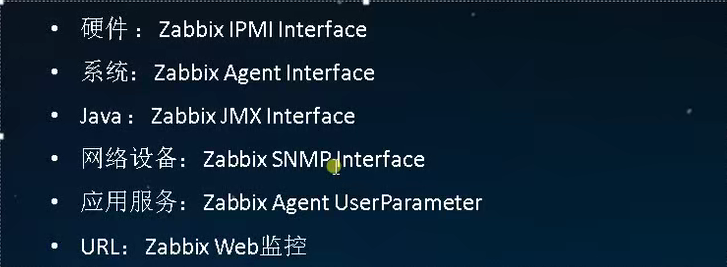 • 硬件：Zabbix IPMI Interface
• 系统：Zabbix Agent Interface
• Java：Zabbix JMX Interface
• 网络设备：Zabbix SNMP Interface
• 应用服务：Zabbix Agent UserParameter
• URL：Zabbix Web监控